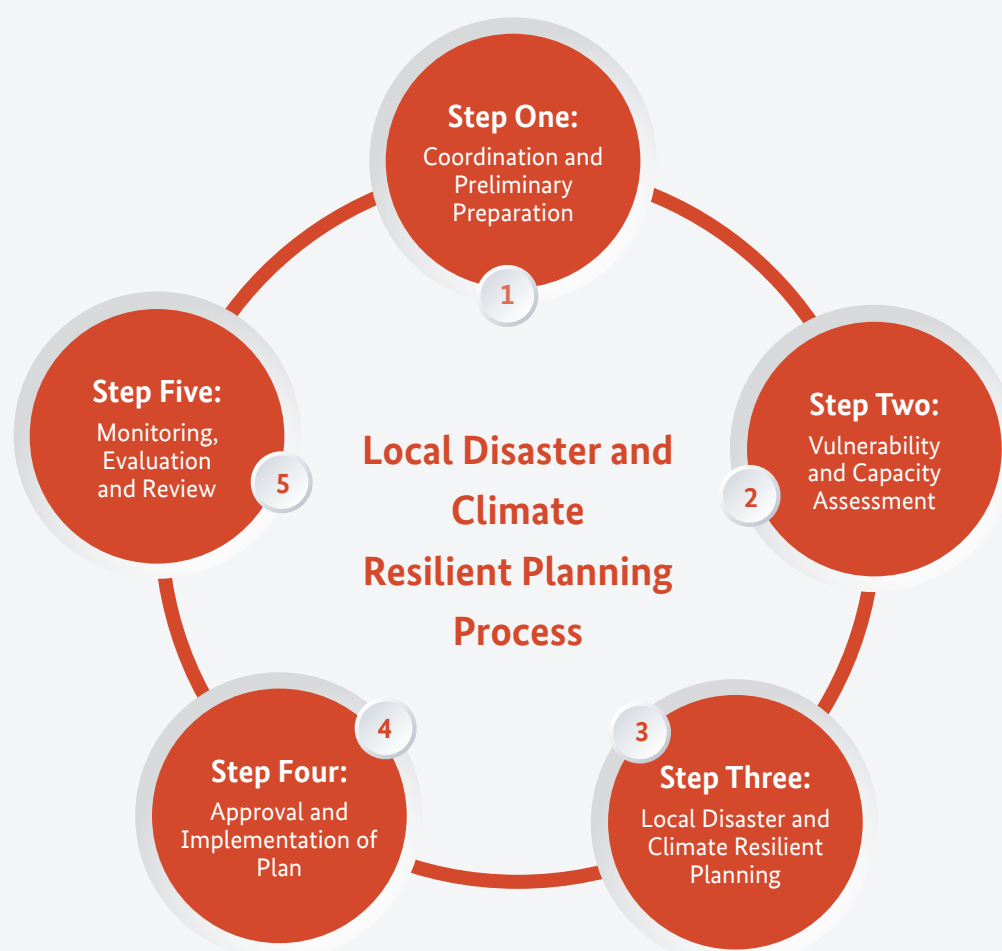 Step One:
Coordination and
Preliminary
Preparation
1
Step Two:
Vulnerability
and Capacity
Assessment
2
3
Step Three:
Local Disaster and
Climate Resilient
Planning
4
Step Four:
Approval and
Implementation of
Plan
Step Five:
Monitoring,
Evaluation
and Review
5
Local Disaster and
Climate
Resilient Planning
Process